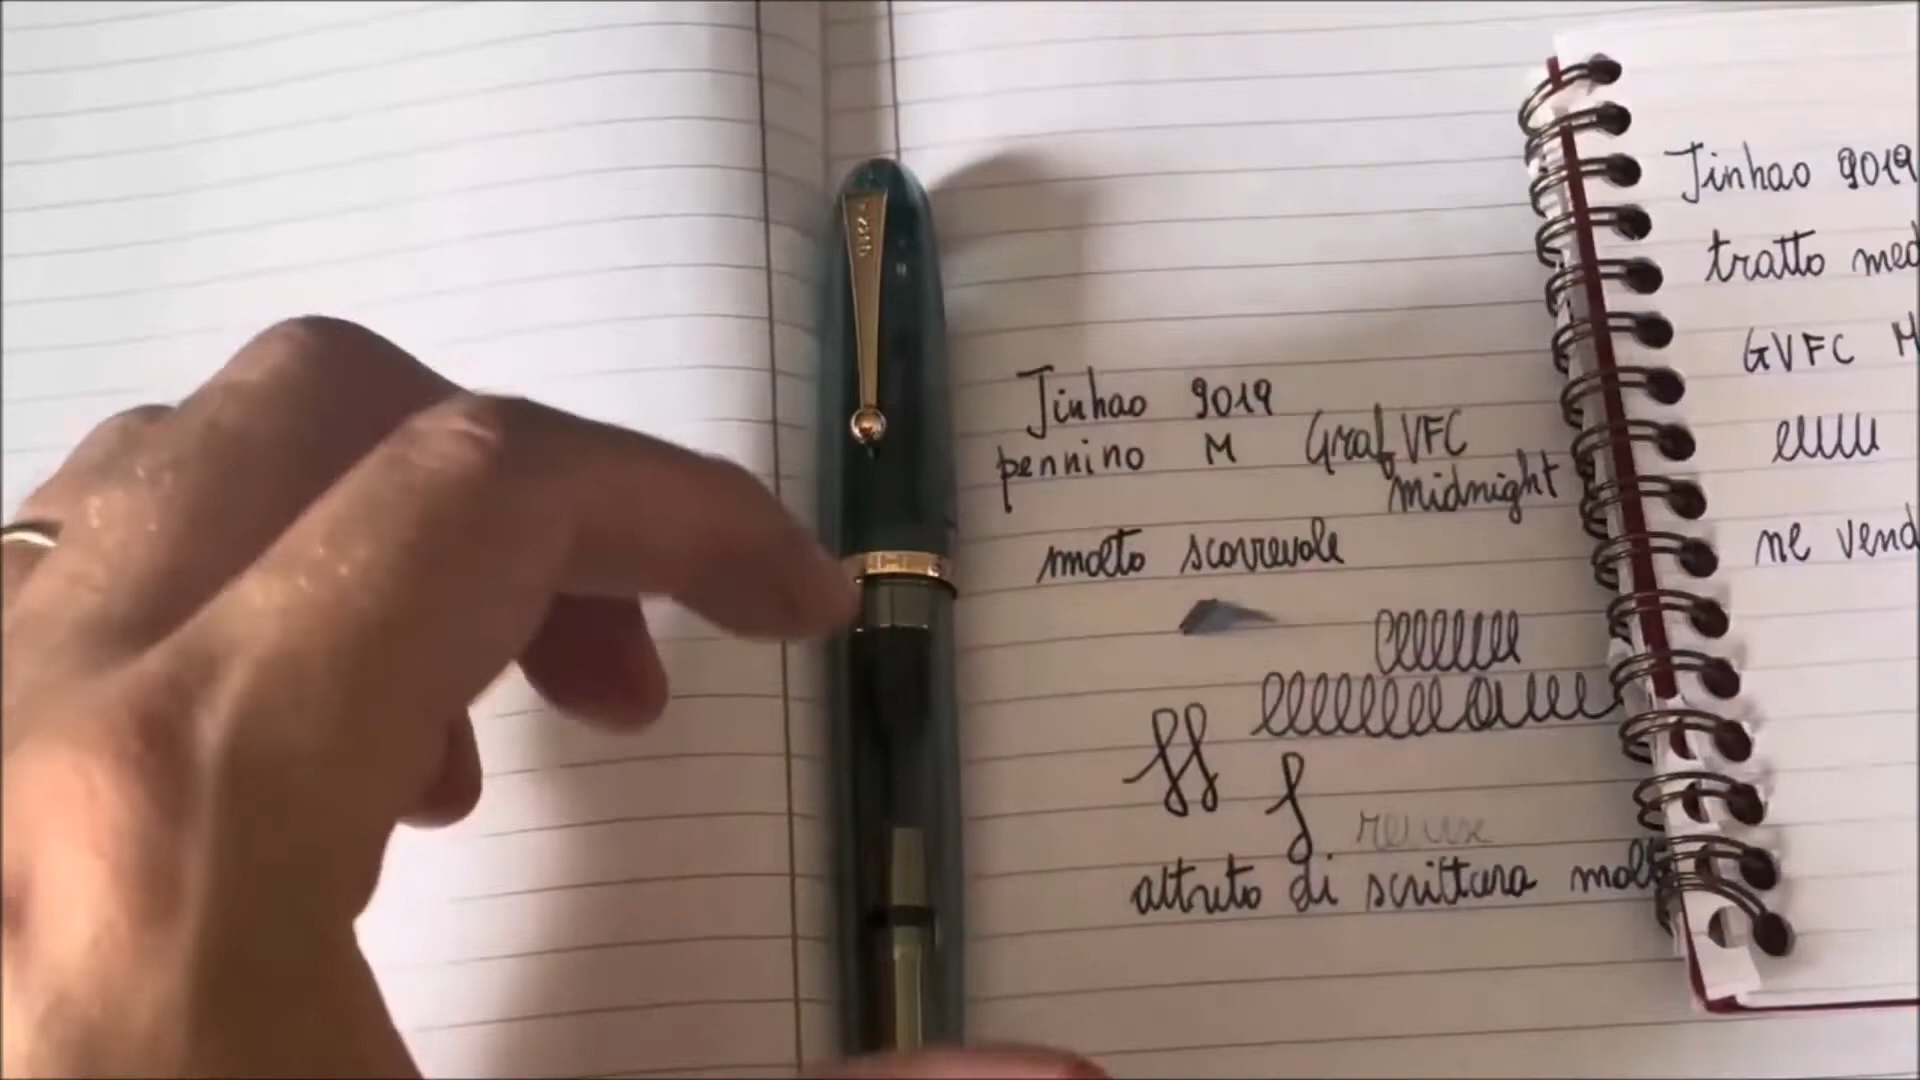 Jinhao 9019
pennino M Graf VFC
midnight
molto scorrevole
ff
f
attrito di scrittura molto
Jinhao 9019
tratto med
GVFC M
ne vend